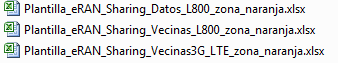 Plantilla_eRAN_Sharing_Datos_L800_zona_naranja.xlsx
Plantilla_eRAN_Sharing_Vecinas_L800_zona_naranja.xlsx
Plantilla_eRAN_Sharing_Vecinas3G_LTE_zona_naranja.xlsx